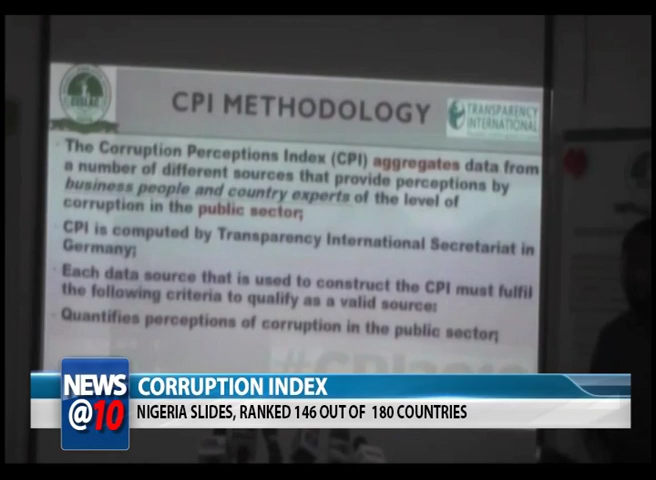 CISLAC
CPI METHODOLOGY
TRANSPARENCY
INTERNATIONAL
The Corruption Perceptions Index (CPI) aggregates data from
a number of different sources that provide perceptions by
business people and country experts of the level of
corruption in the public sector;
CPI is computed by Transparency International Secretariat in
Germany;
Each data source that is used to construct the CPI must fulfil
the following criteria to qualify as a valid source:
Quantifies perceptions of corruption in the public sector;
NEWS
@10
CORRUPTION INDEX
NIGERIA SLIDES, RANKED 146 OUT OF 180 COUNTRIES